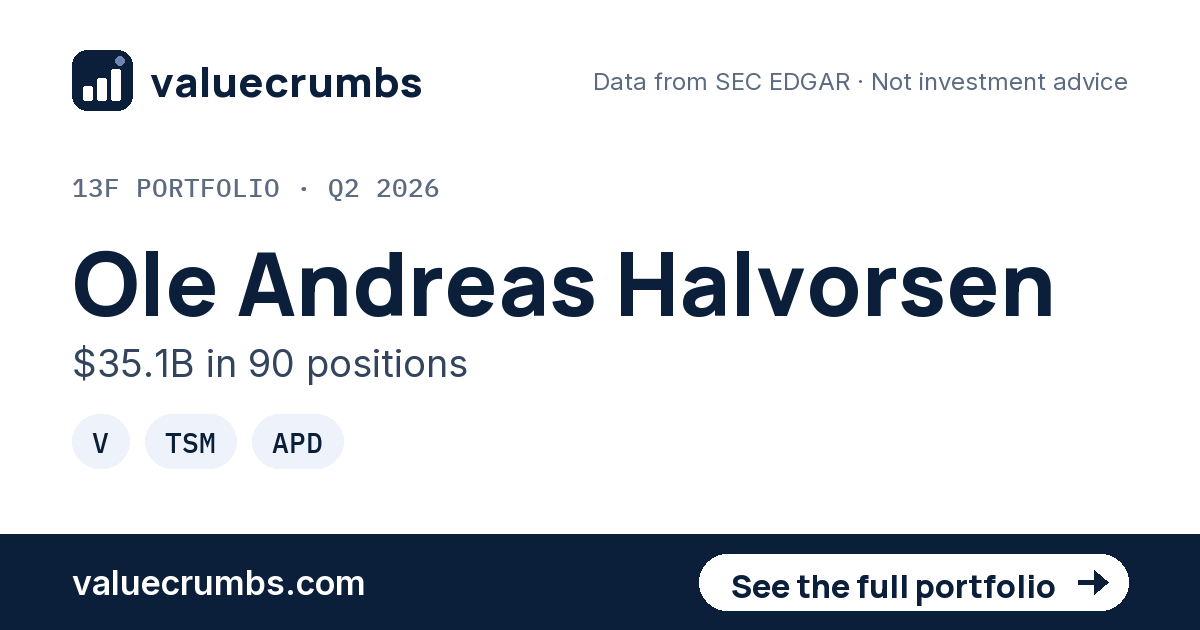 valuecrumbs
Data from SEC EDGAR · Not investment advice
13F PORTFOLIO · Q2 2026
Ole Andreas Halvorsen
$35.1B in 90 positions
V TSM APD
valuecrumbs.com
See the full portfolio →